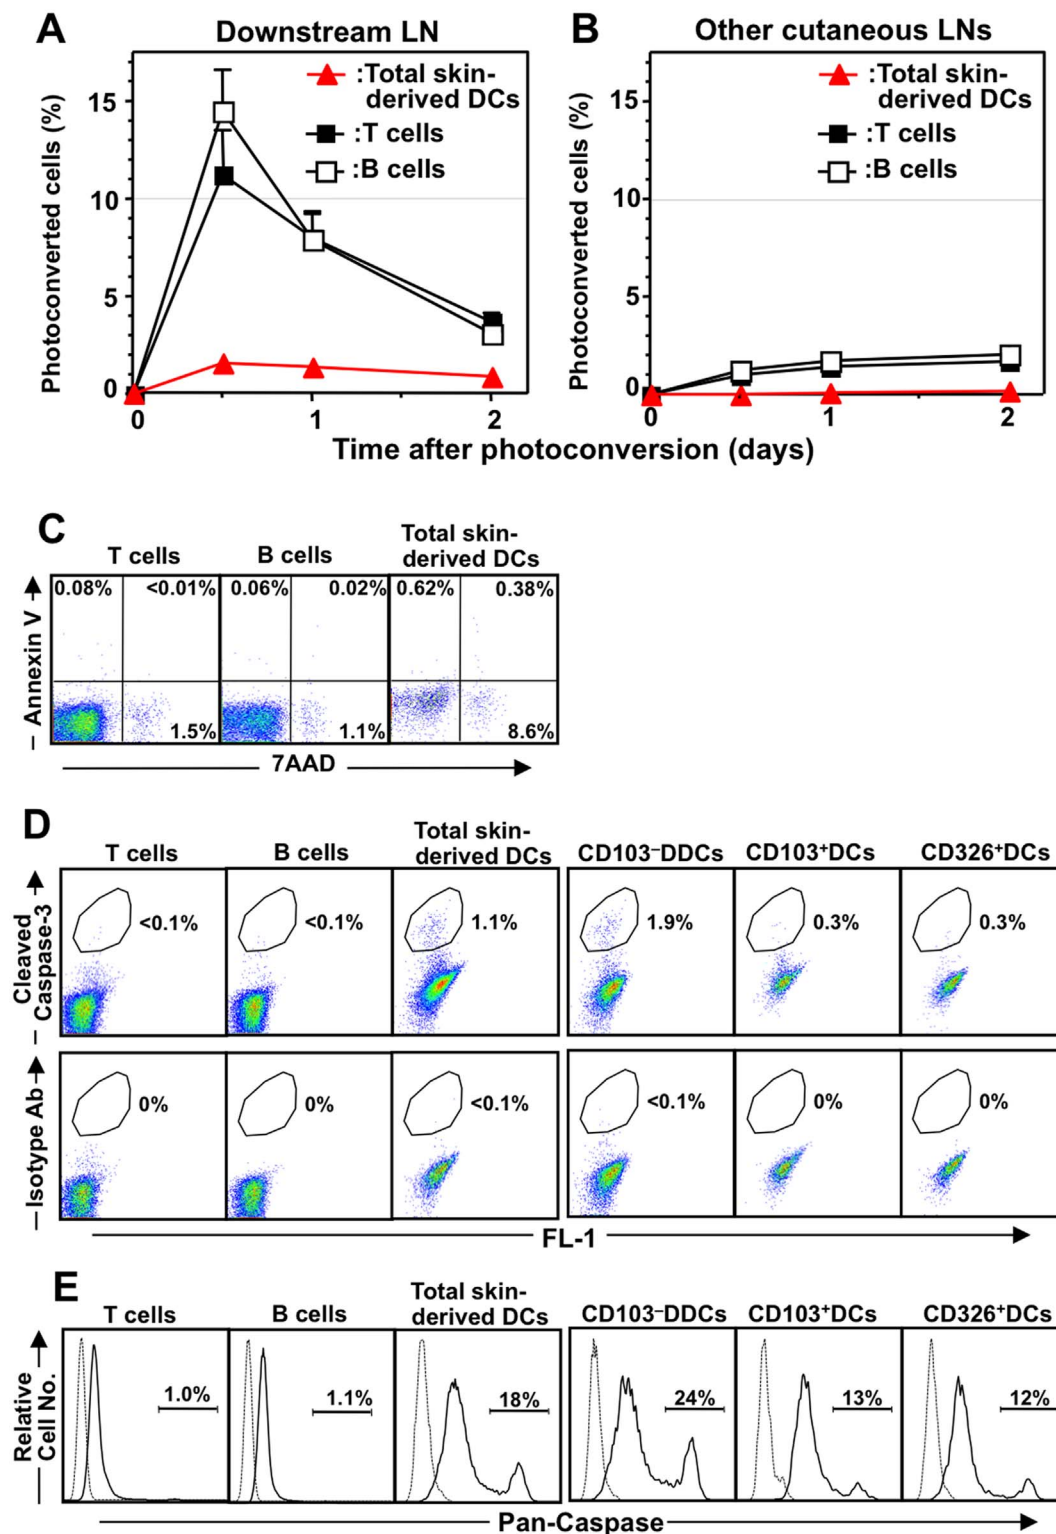 A
Downstream LN
Photoconverted cells (%)
15
10
5
0
:Total skin-
derived DCs
:T cells
:B cells
0
1
2
B
Other cutaneous LNs
Photoconverted cells (%)
15
10
5
0
:Total skin-
derived DCs
:T cells
:B cells
0
1
2
Time after photoconversion (days)
C
T cells
B cells
Total skin-
derived DCs
Annexin V
0.08%
<0.01%
0.06%
0.02%
0.62%
0.38%
1.5%
1.1%
8.6%
7AAD
D
T cells
B cells
Total skin-
derived DCs
CD103⁻DDCs
CD103⁺DCs
CD326⁺DCs
Cleaved
Caspase-3
<0.1%
<0.1%
1.1%
1.9%
0.3%
0.3%
Isotype Ab
0%
0%
<0.1%
<0.1%
0%
0%
FL-1
E
T cells
B cells
Total skin-
derived DCs
CD103⁻DDCs
CD103⁺DCs
CD326⁺DCs
Relative
Cell No.
1.0%
1.1%
18%
24%
13%
12%
Pan-Caspase